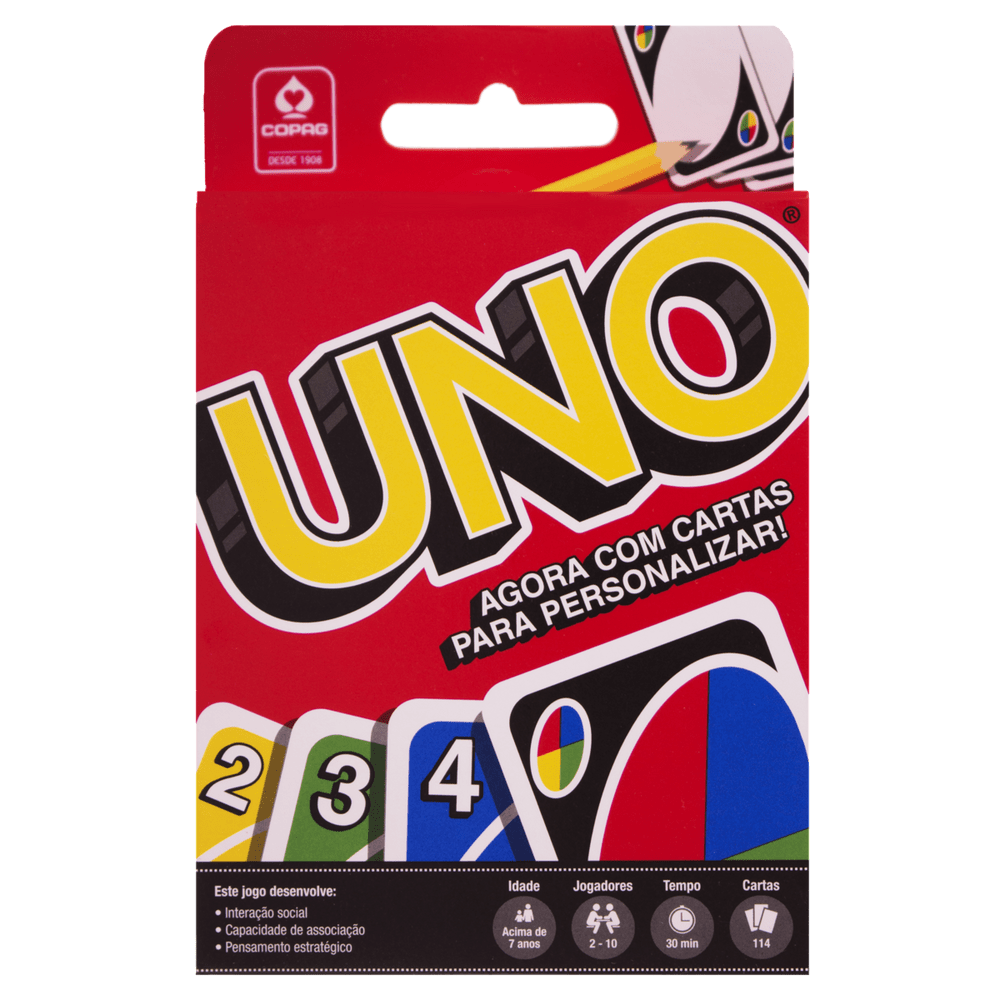 COPAG
DESDE 1908
UNO®
AGORA COM CARTAS
PARA PERSONALIZAR!
2
3
4
Este jogo desenvolve:
• Interação social
• Capacidade de associação
• Pensamento estratégico
Idade
Acima de
7 anos
Jogadores
2 - 10
Tempo
30 min
Cartas
114